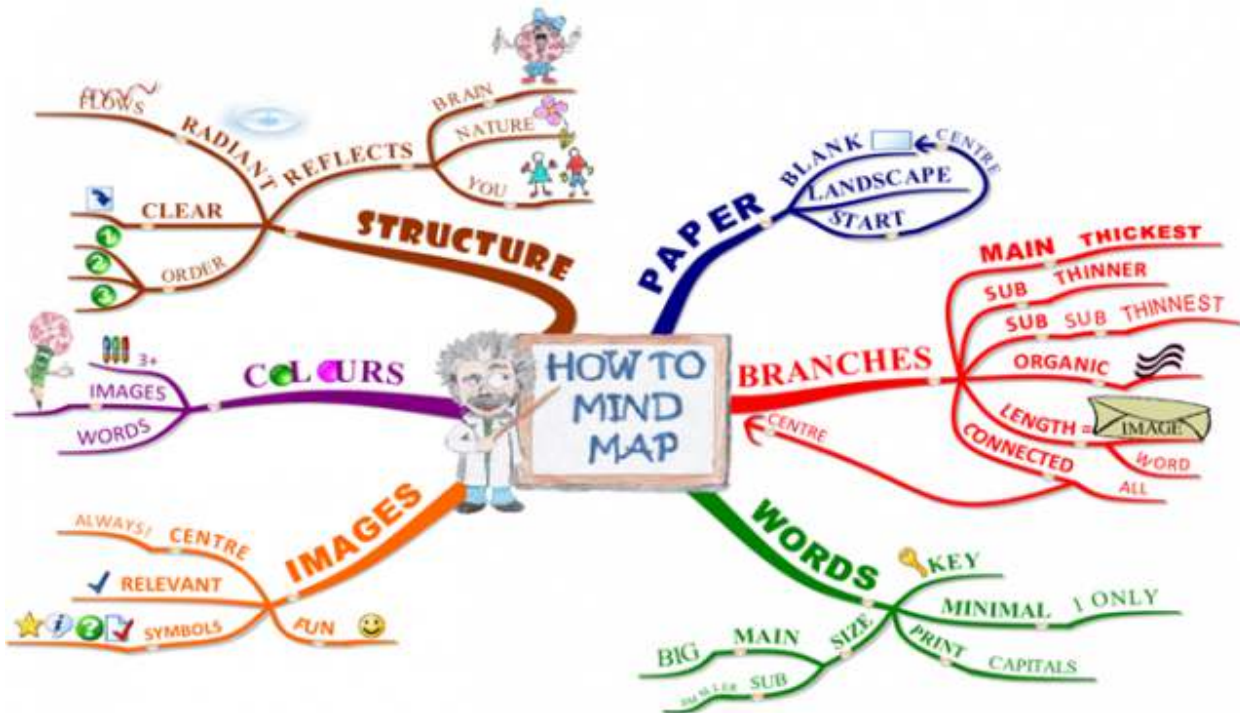 HOW TO
MIND
MAP
PAPER
BLANK
CENTRE
LANDSCAPE
START
BRANCHES
MAIN THICKEST
SUB THINNER
SUB SUB THINNEST
ORGANIC
LENGTH =
IMAGE
WORD
CONNECTED
ALL
CENTRE
WORDS
KEY
MINIMAL 1 ONLY
PRINT CAPITALS
SIZE
MAIN BIG
SUB SMALLER
IMAGES
CENTRE ALWAYS!
RELEVANT
SYMBOLS
?
FUN
COLOURS
3+
IMAGES
WORDS
STRUCTURE
REFLECTS
BRAIN
NATURE
YOU
RADIANT
FLOWS
CLEAR
ORDER
1
2
3